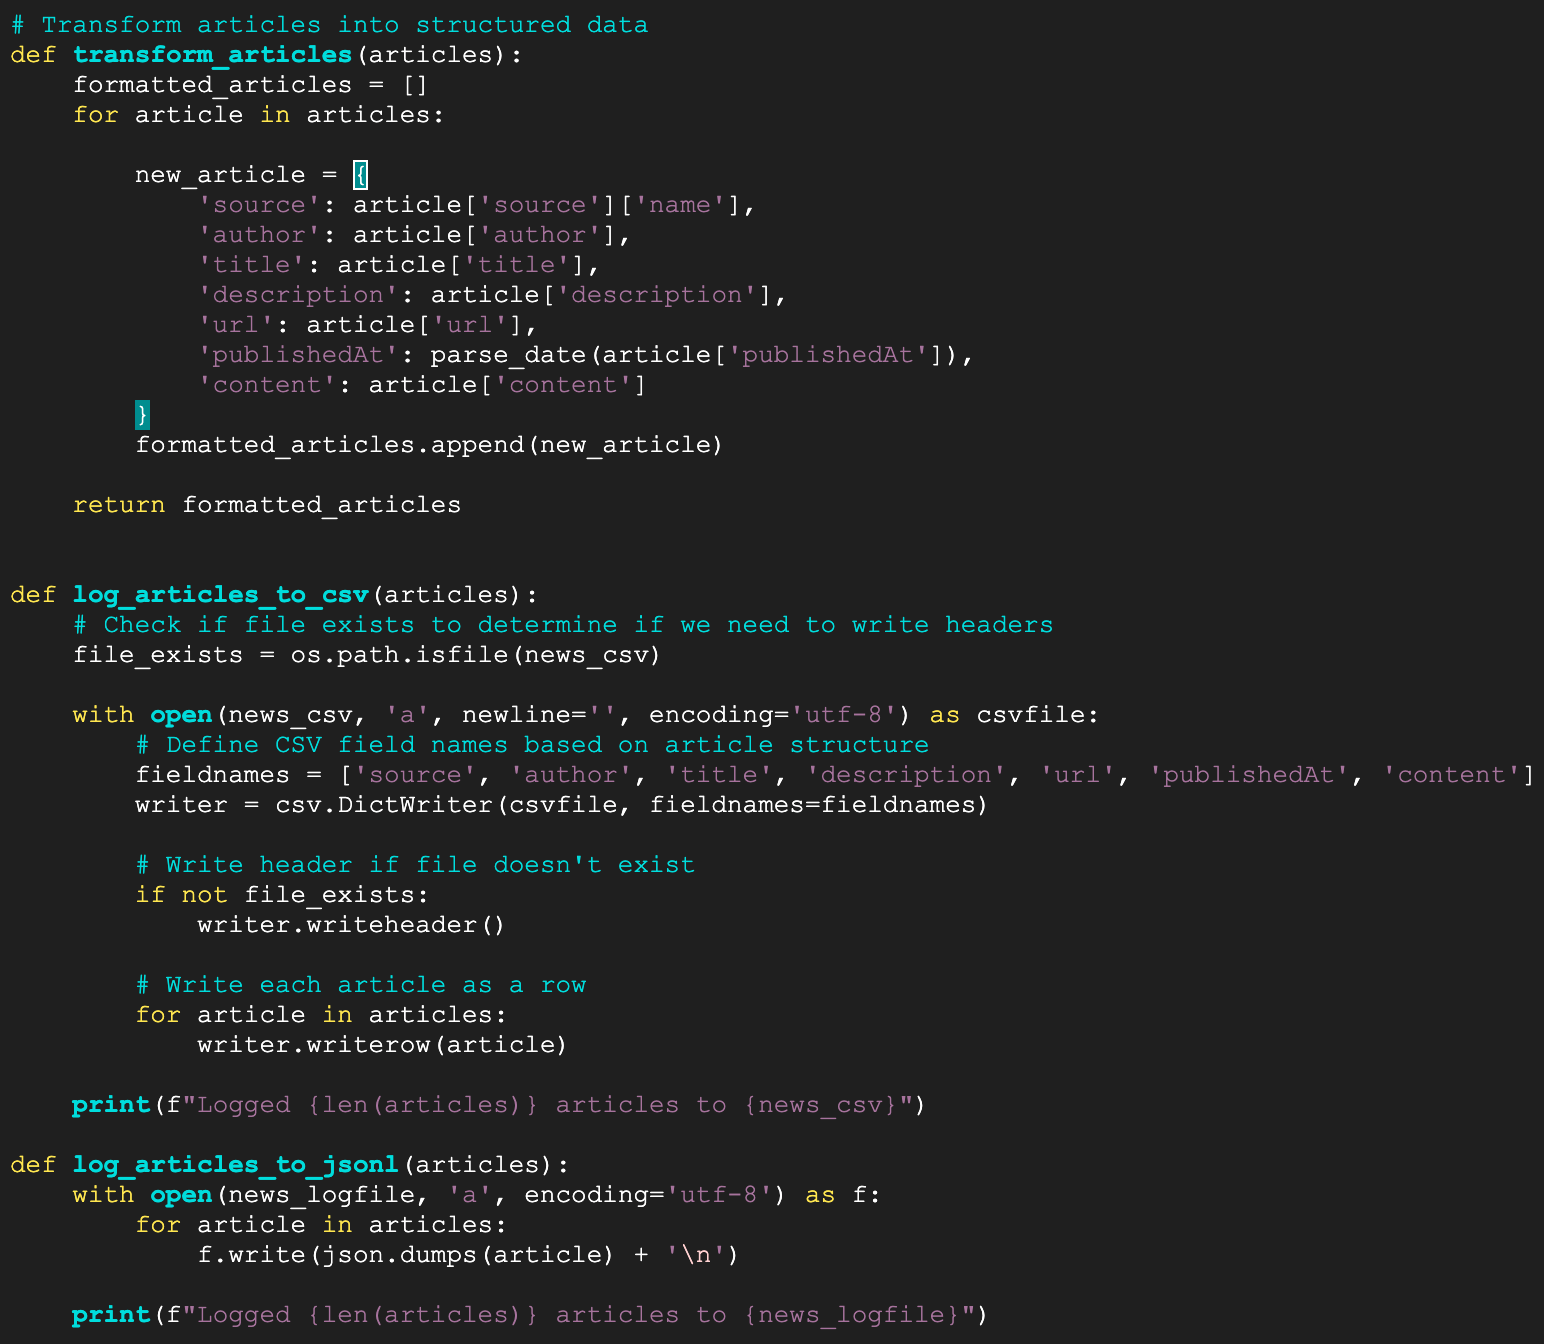 # Transform articles into structured data
def transform_articles(articles):
    formatted_articles = []
    for article in articles:

        new_article = {
            'source': article['source']['name'],
            'author': article['author'],
            'title': article['title'],
            'description': article['description'],
            'url': article['url'],
            'publishedAt': parse_date(article['publishedAt']),
            'content': article['content']
        }
        formatted_articles.append(new_article)

    return formatted_articles


def log_articles_to_csv(articles):
    # Check if file exists to determine if we need to write headers
    file_exists = os.path.isfile(news_csv)

    with open(news_csv, 'a', newline='', encoding='utf-8') as csvfile:
        # Define CSV field names based on article structure
        fieldnames = ['source', 'author', 'title', 'description', 'url', 'publishedAt', 'content']
        writer = csv.DictWriter(csvfile, fieldnames=fieldnames)

        # Write header if file doesn't exist
        if not file_exists:
            writer.writeheader()

        # Write each article as a row
        for article in articles:
            writer.writerow(article)

    print(f"Logged {len(articles)} articles to {news_csv}")

def log_articles_to_jsonl(articles):
    with open(news_logfile, 'a', encoding='utf-8') as f:
        for article in articles:
            f.write(json.dumps(article) + '\n')

    print(f"Logged {len(articles)} articles to {news_logfile}")